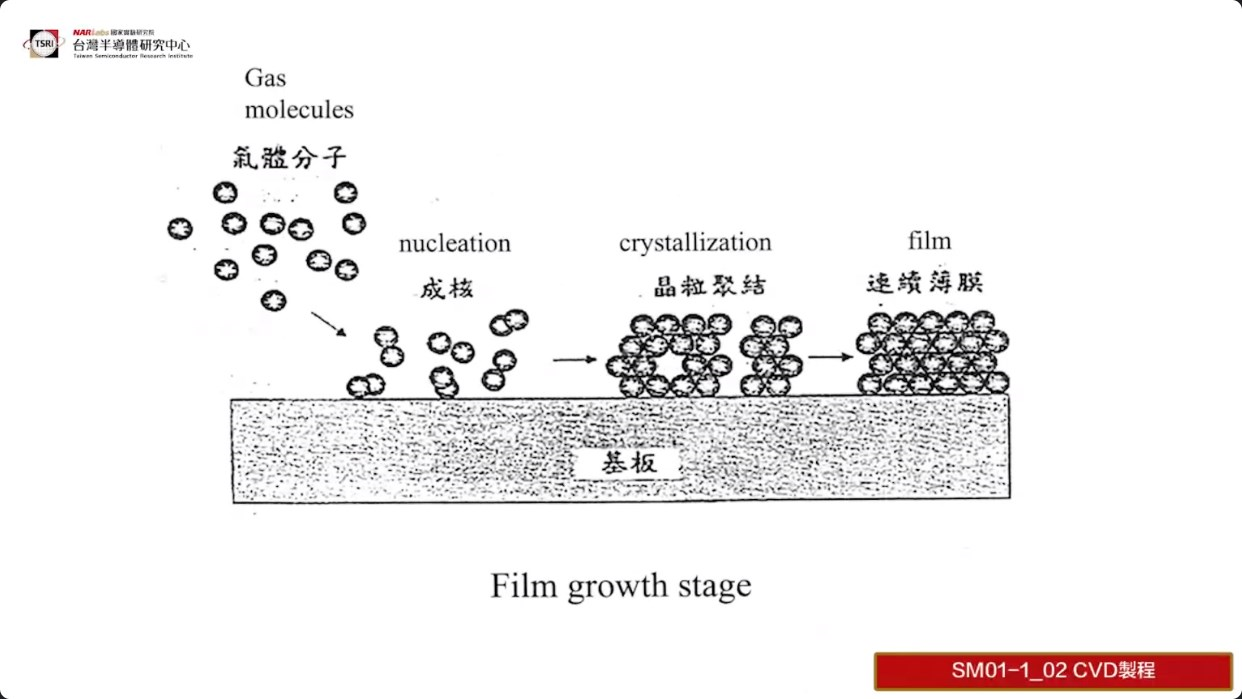 TSRI
NARLabs 國家實驗研究院
台灣半導體研究中心
Taiwan Semiconductor Research Institute
Gas
molecules
氣體分子
nucleation
成核
crystallization
晶粒聚結
film
連續薄膜
基板
Film growth stage
SM01-1_02 CVD製程